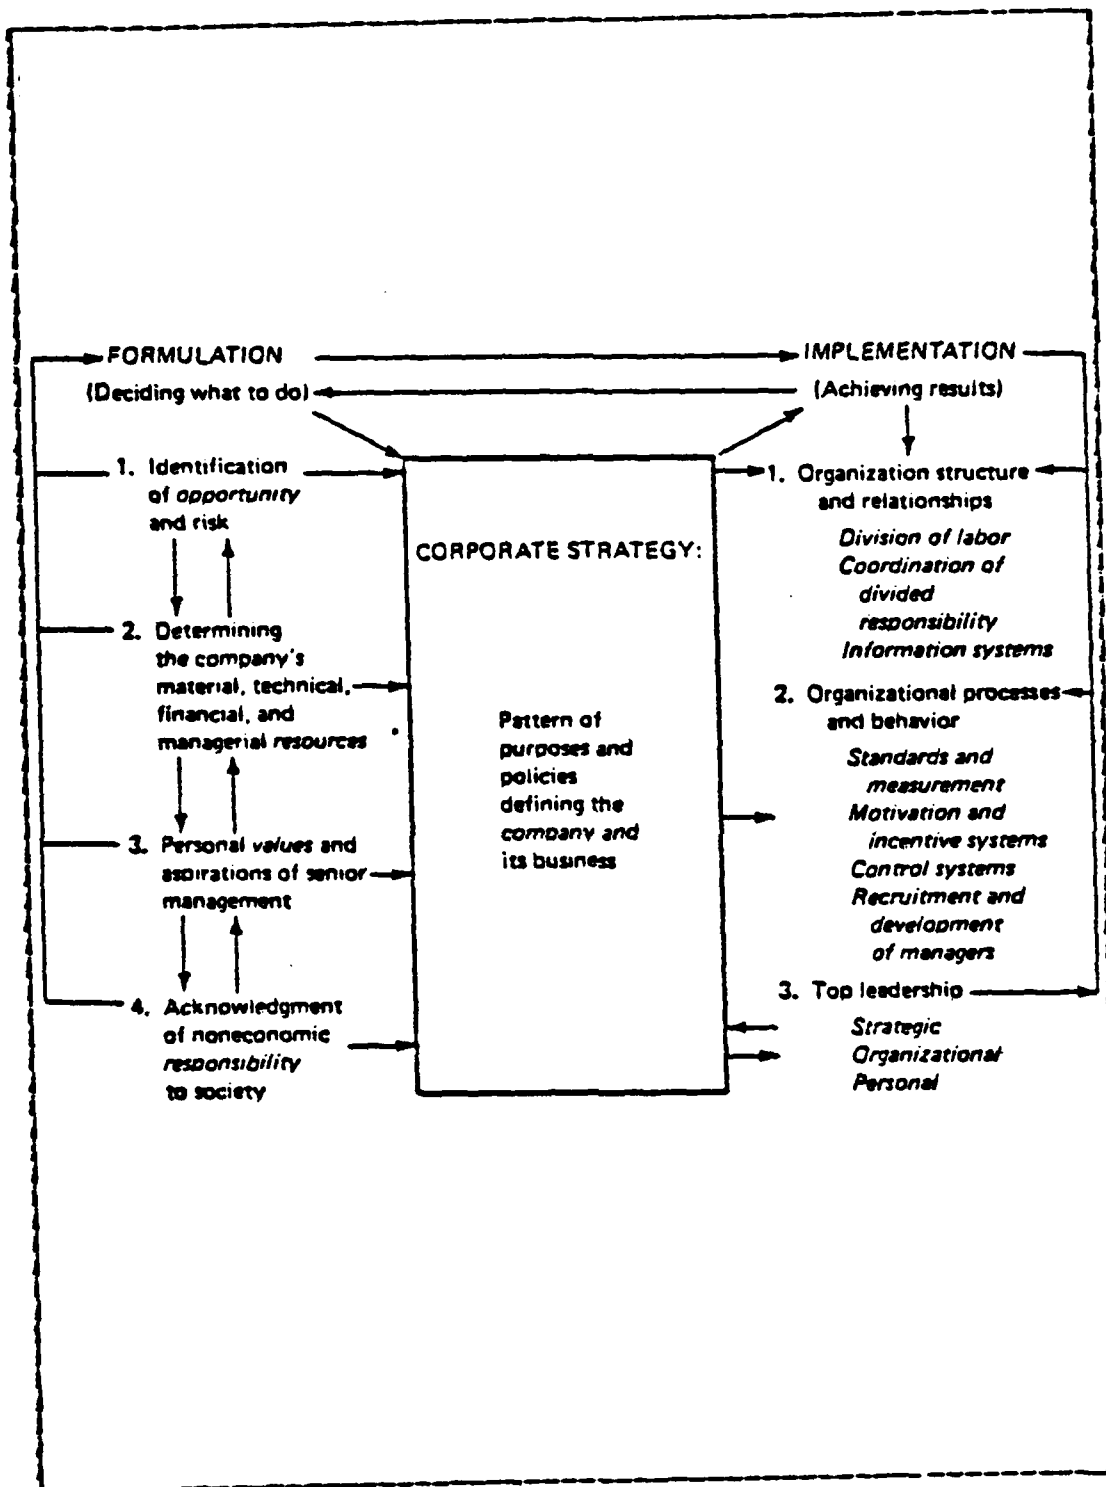 FORMULATION
(Deciding what to do)
1. Identification
of opportunity
and risk
2. Determining
the company's
material, technical,
financial, and
managerial resources
3. Personal values and
aspirations of senior
management
4. Acknowledgment
of noneconomic
responsibility
to society
CORPORATE STRATEGY:
Pattern of
purposes and
policies
defining the
company and
its business
IMPLEMENTATION
(Achieving results)
1. Organization structure
and relationships
Division of labor
Coordination of
divided
responsibility
Information systems
2. Organizational processes
and behavior
Standards and
measurement
Motivation and
incentive systems
Control systems
Recruitment and
development
of managers
3. Top leadership
Strategic
Organizational
Personal